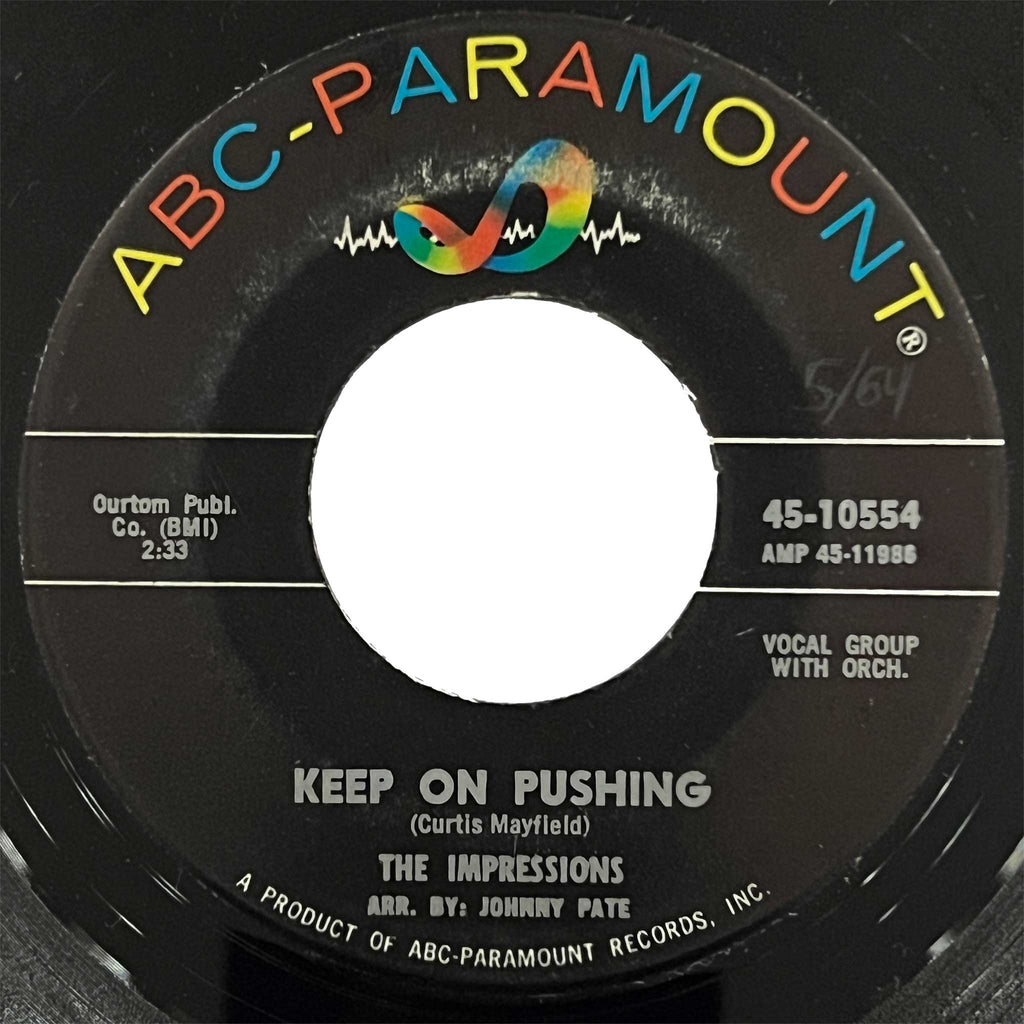 ABC-PARAMOUNT®
5/64
Curtom Publ.
Co. (BMI)
2:33
45-10554
AMP 45-11986
VOCAL GROUP
WITH ORCH.
KEEP ON PUSHING
(Curtis Mayfield)
THE IMPRESSIONS
ARR. BY: JOHNNY PATE
A PRODUCT OF ABC-PARAMOUNT RECORDS, INC.